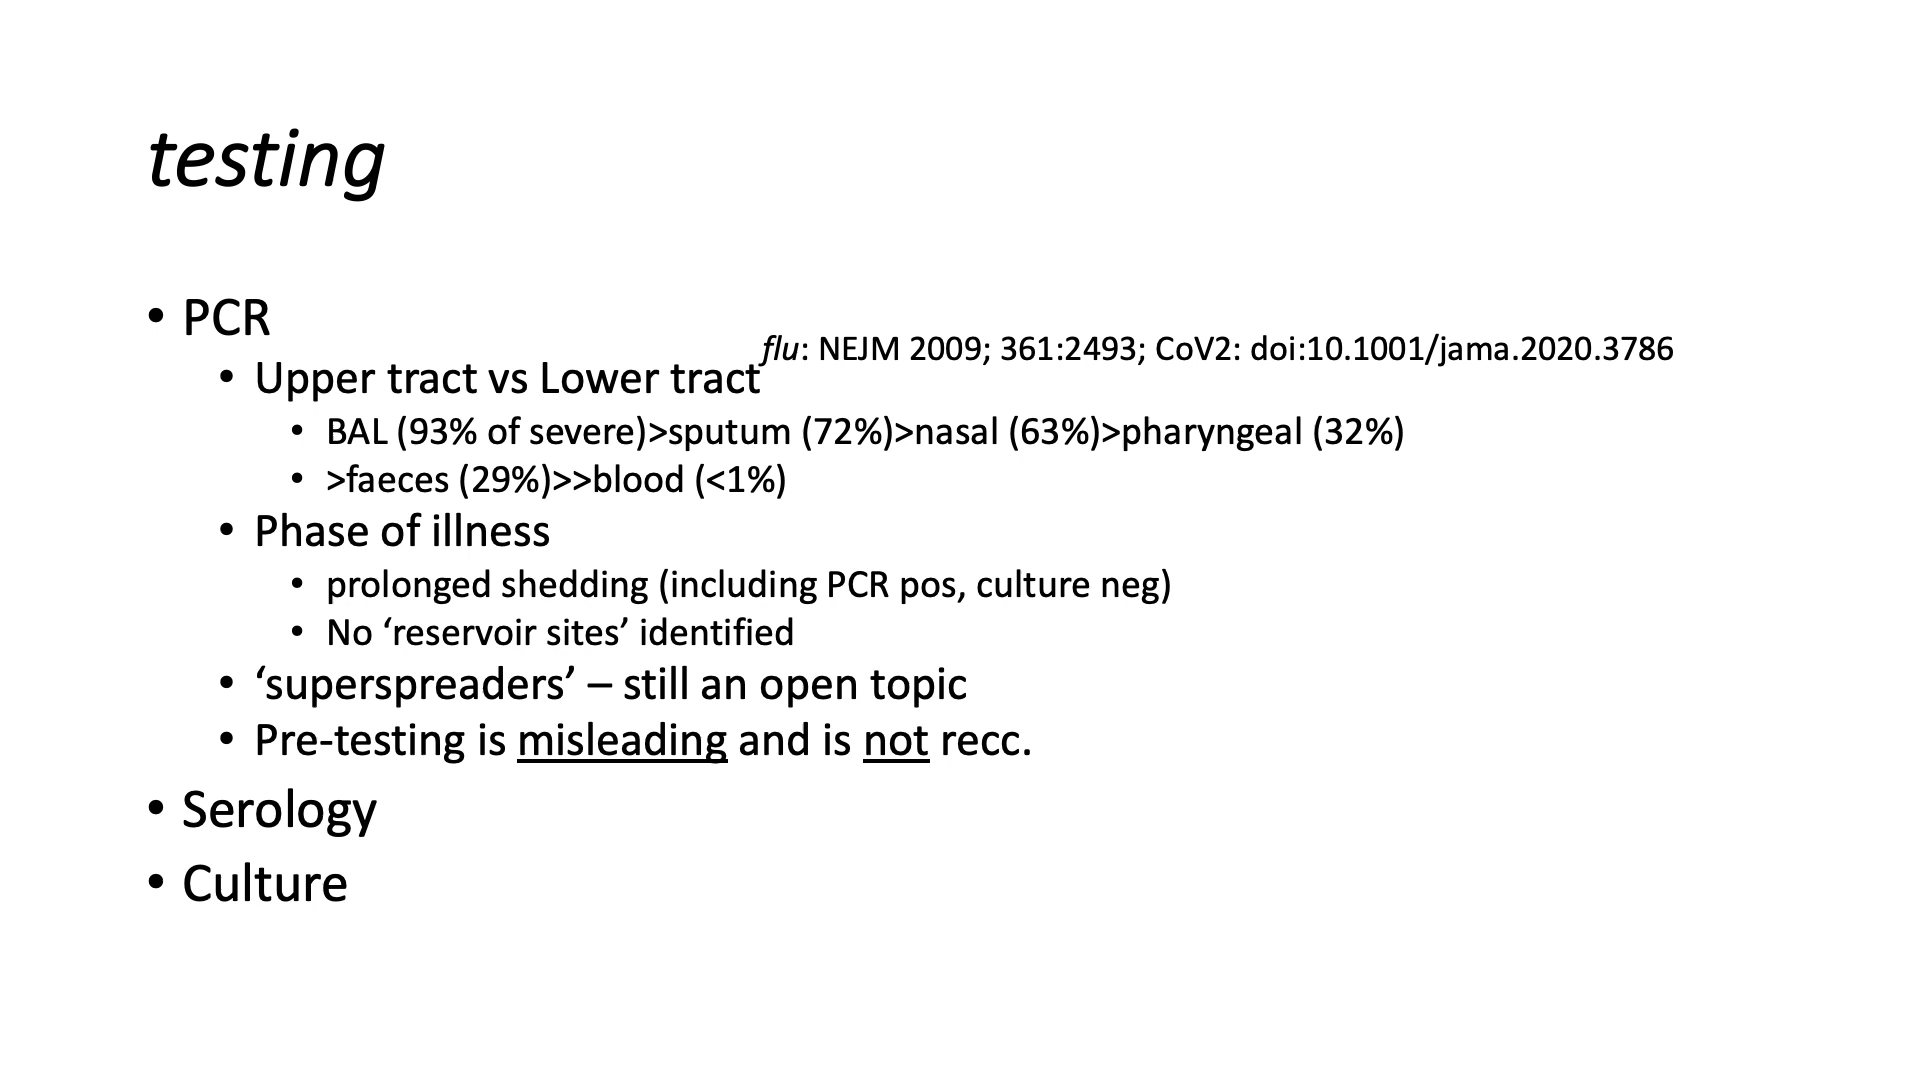 testing
• PCR
• Upper tract vs Lower tract flu: NEJM 2009; 361:2493; CoV2: doi:10.1001/jama.2020.3786
• BAL (93% of severe)>sputum (72%)>nasal (63%)>pharyngeal (32%)
• >faeces (29%)>>blood (<1%)
• Phase of illness
• prolonged shedding (including PCR pos, culture neg)
• No ‘reservoir sites’ identified
• ‘superspreaders’ – still an open topic
• Pre-testing is misleading and is not recc.
• Serology
• Culture